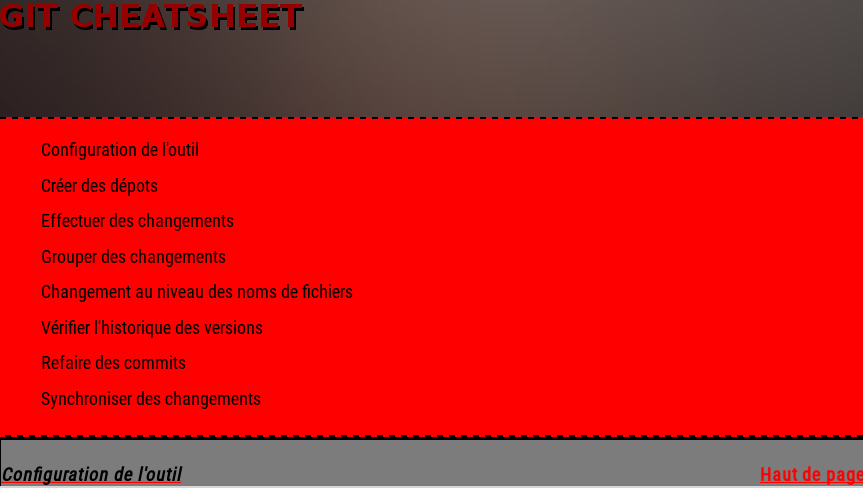 GIT CHEATSHEET
Configuration de l'outil
Créer des dépots
Effectuer des changements
Grouper des changements
Changement au niveau des noms de fichiers
Vérifier l'historique des versions
Refaire des commits
Synchroniser des changements
Configuration de l'outil
Haut de page